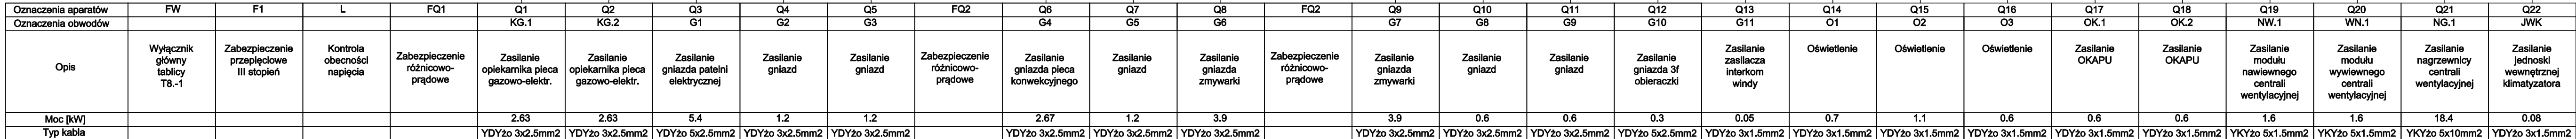 Oznaczenia aparatów FW F1 L FQ1 Q1 Q2 Q3 Q4 Q5 FQ2 Q6 Q7 Q8 FQ2 Q9 Q10 Q11 Q12 Q13 Q14 Q15 Q16 Q17 Q18 Q19 Q20 Q21 Q22
Oznaczenia obwodów KG.1 KG.2 G1 G2 G3 G4 G5 G6 G7 G8 G9 G10 G11 O1 O2 O3 OK.1 OK.2 NW.1 WN.1 NG.1 JWK
Opis
Wyłącznik
główny
tablicy
T8.-1
Zabezpieczenie
przepięciowe
III stopień
Kontrola
obecności
napięcia
Zabezpieczenie
różnicowo-
prądowe
Zasilanie
opiekarnika pieca
gazowo-elektr.
Zasilanie
opiekarnika pieca
gazowo-elektr.
Zasilanie
gniazda patelni
elektrycznej
Zasilanie
gniazd
Zasilanie
gniazd
Zabezpieczenie
różnicowo-
prądowe
Zasilanie
gniazda pieca
konwekcyjnego
Zasilanie
gniazd
Zasilanie
gniazda
zmywarki
Zabezpieczenie
różnicowo-
prądowe
Zasilanie
gniazda
zmywarki
Zasilanie
gniazd
Zasilanie
gniazd
Zasilanie
gniazda 3f
obieraczki
Zasilanie
zasilacza
interkom
windy
Oświetlenie
Oświetlenie
Oświetlenie
Zasilanie
OKAPU
Zasilanie
OKAPU
Zasilanie
modułu
nawiewnego
centrali
wentylacyjnej
Zasilanie
modułu
wywiewnego
centrali
wentylacyjnej
Zasilanie
nagrzewnicy
centrali
wentylacyjnej
Zasilanie
jednoski
wewnętrznej
klimatyzatora
Moc [kW] 2.63 2.63 5.4 1.2 1.2 2.67 1.2 3.9 3.9 0.6 0.6 0.3 0.05 0.7 1.1 0.6 0.6 0.6 1.6 1.6 18.4 0.08
Typ kabla YDYżo 3x2.5mm2 YDYżo 3x2.5mm2 YDYżo 5x2.5mm2 YDYżo 3x2.5mm2 YDYżo 3x2.5mm2 YDYżo 3x2.5mm2 YDYżo 3x2.5mm2 YDYżo 3x2.5mm2 YDYżo 3x2.5mm2 YDYżo 3x2.5mm2 YDYżo 3x2.5mm2 YDYżo 5x2.5mm2 YDYżo 3x1.5mm2 YDYżo 3x1.5mm2 YDYżo 3x1.5mm2 YDYżo 3x1.5mm2 YDYżo 3x1.5mm2 YDYżo 3x1.5mm2 YKYżo 5x1.5mm2 YKYżo 5x1.5mm2 YKYżo 5x10mm2 YDYżo 3x1.5mm2